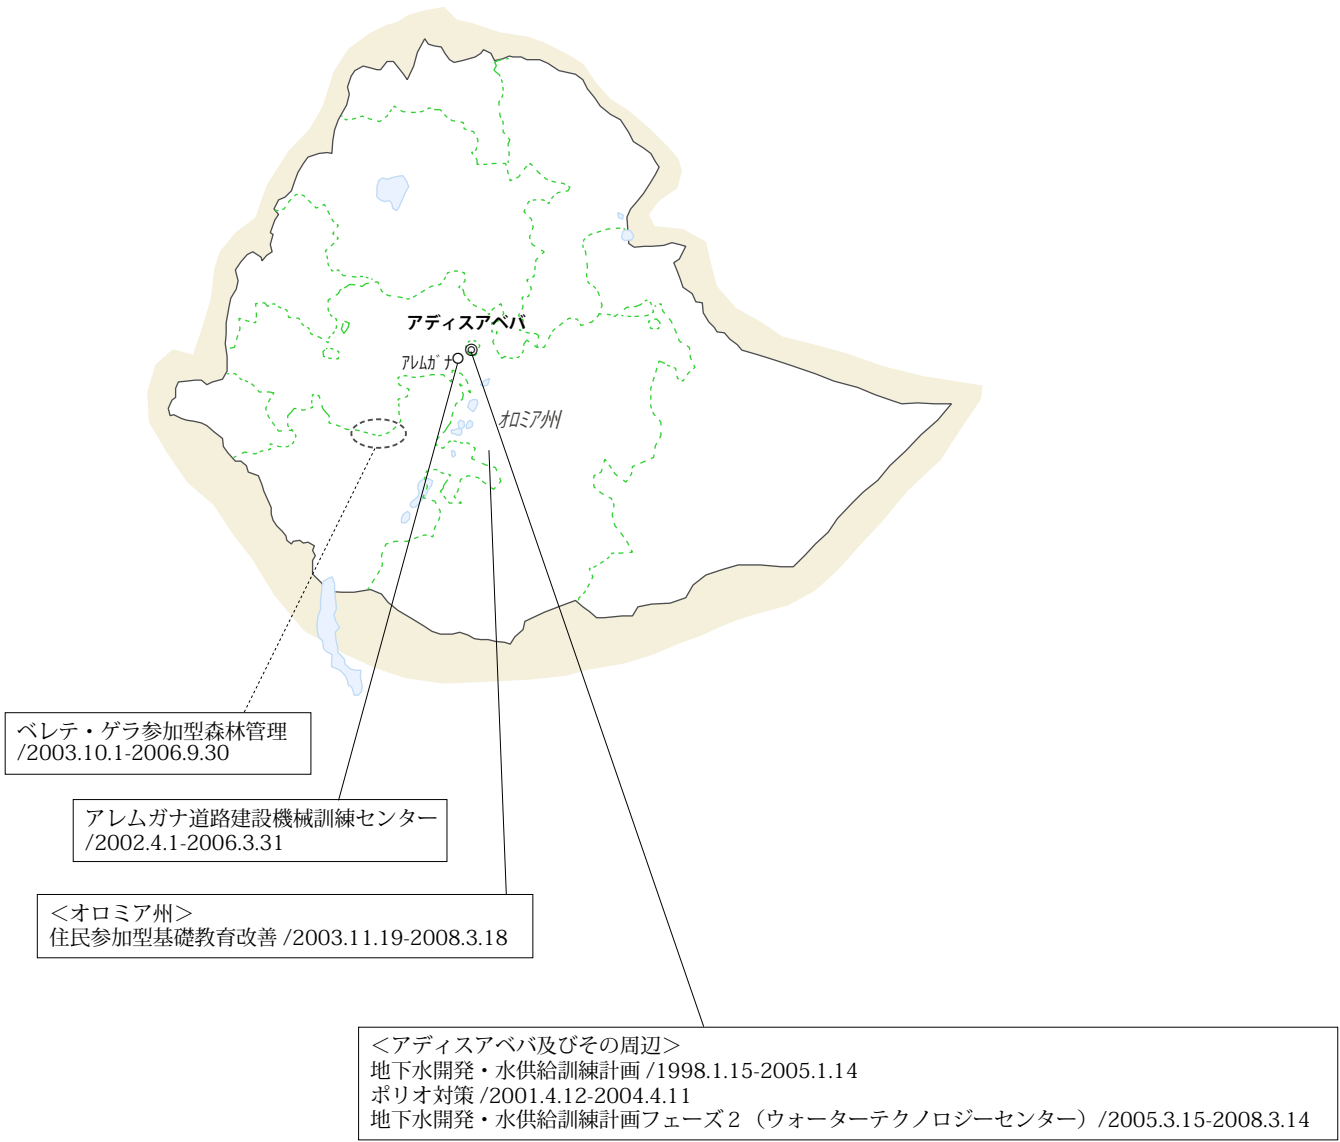 アディスアベバ
アレムガナ
オロミア州
ベレテ・ゲラ参加型森林管理
/2003.10.1-2006.9.30
アレムガナ道路建設機械訓練センター
/2002.4.1-2006.3.31
＜オロミア州＞
住民参加型基礎教育改善 /2003.11.19-2008.3.18
＜アディスアベバ及びその周辺＞
地下水開発・水供給訓練計画 /1998.1.15-2005.1.14
ポリオ対策 /2001.4.12-2004.4.11
地下水開発・水供給訓練計画フェーズ２（ウォーターテクノロジーセンター）/2005.3.15-2008.3.14